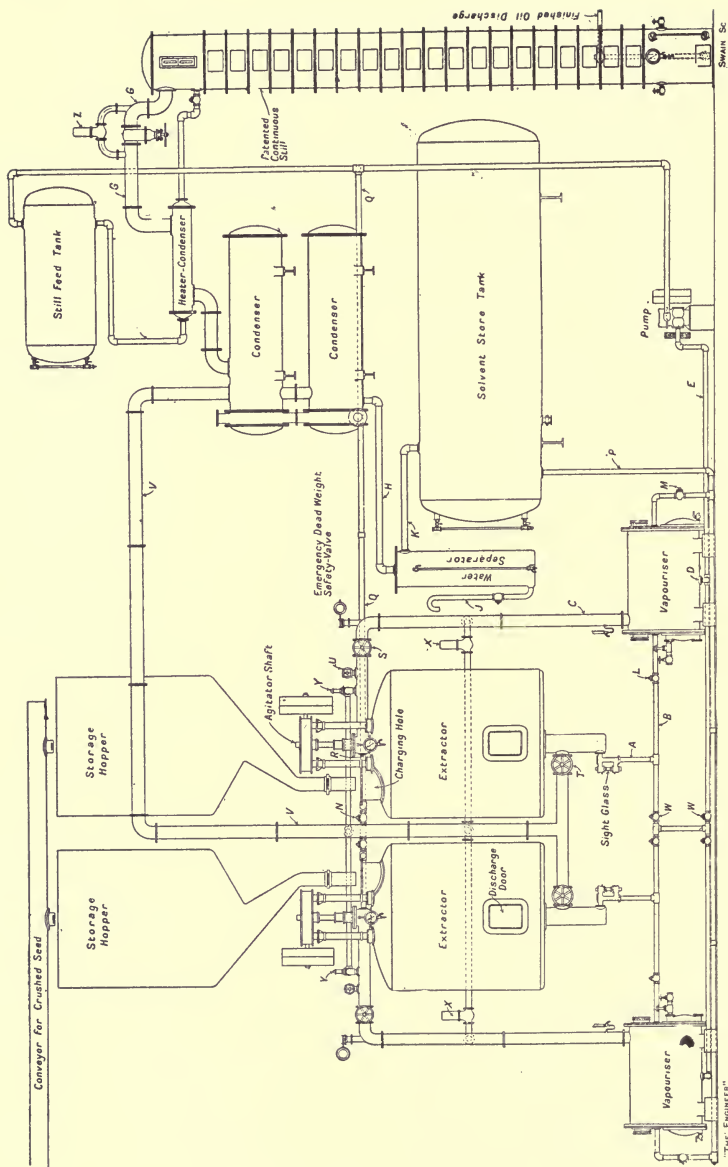 Conveyor For Crushed Seed
Storage
Hopper
Storage
Hopper
V
V
Still Feed Tank
Z
G
G
Heater-Condenser
Condenser
Condenser
Patented
Continuous
Still
Finished Oil Discharge
Agitator Shaft
Emergency Dead Weight
Safety-Valve
Y
Y
U
R
N
S
Q
Q
H
K
J
Water
Separator
Solvent Store Tank
Charging Hole
X
X
C
Extractor
Extractor
Discharge
Door
T
Sight Glass
A
P
Pump
E
W
W
B
L
M
D
Vapouriser
Vapouriser
"THE ENGINEER"
SWAIN Sc